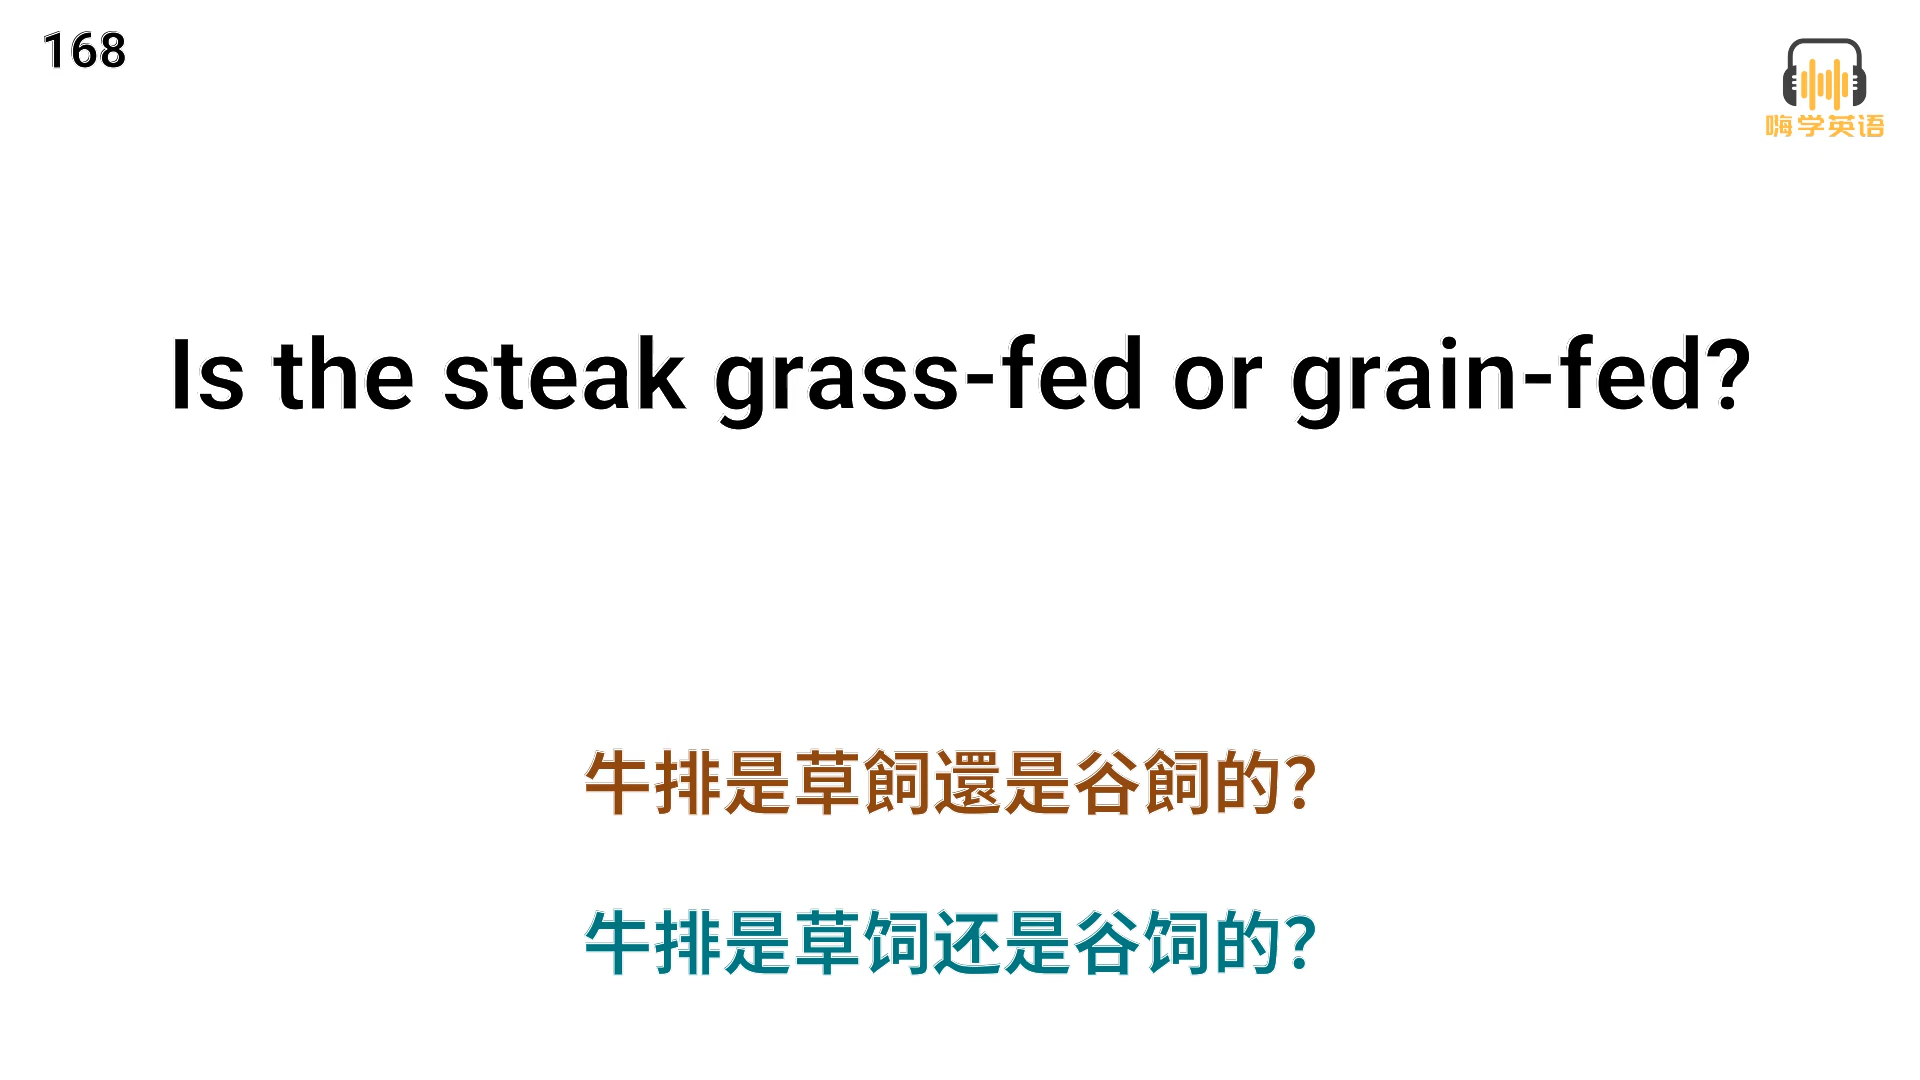 168
嗨学英语
Is the steak grass-fed or grain-fed?
牛排是草飼還是谷飼的?
牛排是草饲还是谷饲的?